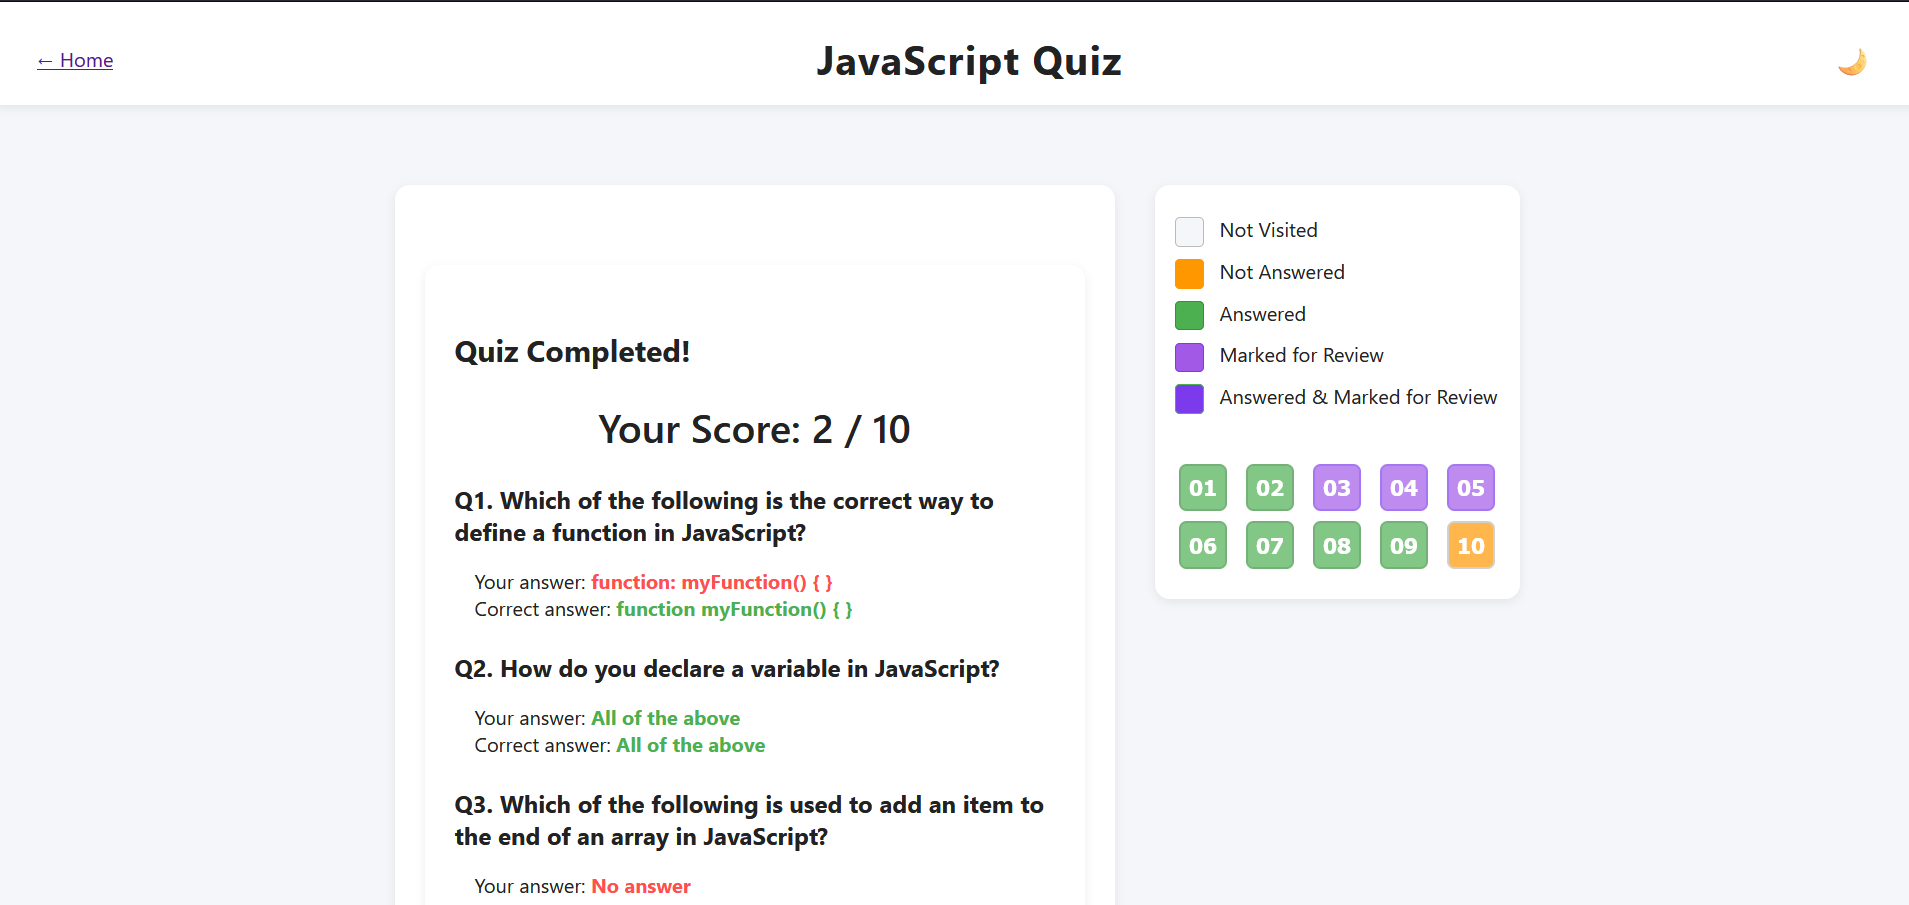 ← Home
JavaScript Quiz
Quiz Completed!
Your Score: 2 / 10
Q1. Which of the following is the correct way to
define a function in JavaScript?
Your answer: function: myFunction() { }
Correct answer: function myFunction() { }
Q2. How do you declare a variable in JavaScript?
Your answer: All of the above
Correct answer: All of the above
Q3. Which of the following is used to add an item to
the end of an array in JavaScript?
Your answer: No answer
Not Visited
Not Answered
Answered
Marked for Review
Answered & Marked for Review
01 02 03 04 05
06 07 08 09 10